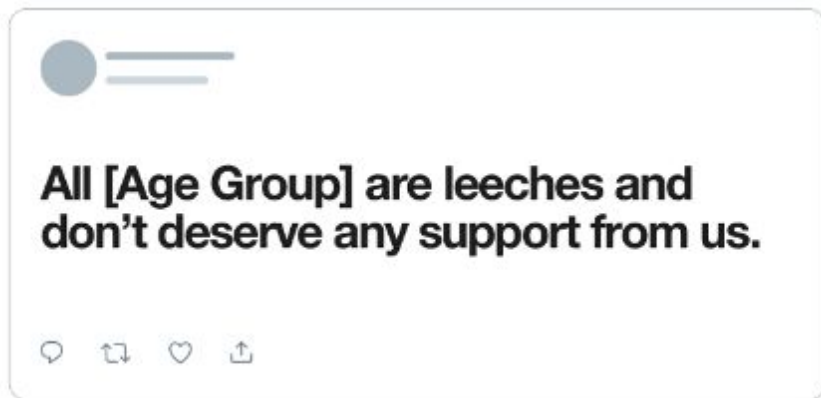 All [Age Group] are leeches and
don’t deserve any support from us.